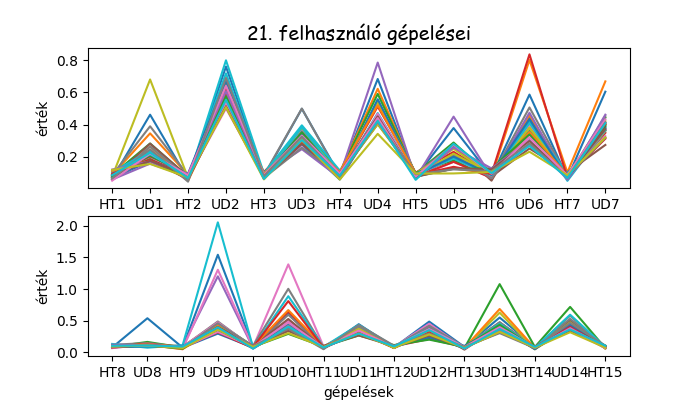 21. felhasználó gépelései
érték
0.8
0.6
0.4
0.2
HT1 UD1 HT2 UD2 HT3 UD3 HT4 UD4 HT5 UD5 HT6 UD6 HT7 UD7
érték
2.0
1.5
1.0
0.5
0.0
HT8 UD8 HT9 UD9 HT10 UD10 HT11 UD11 HT12 UD12 HT13 UD13 HT14 UD14 HT15
gépelések